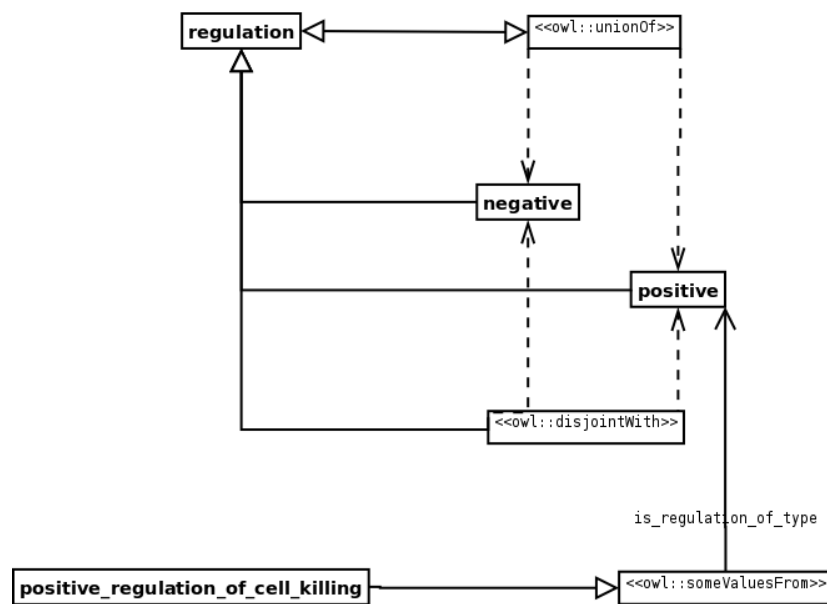 regulation
<<owl::unionOf>>
negative
positive
<<owl::disjointWith>>
is_regulation_of_type
positive_regulation_of_cell_killing
<<owl::someValuesFrom>>